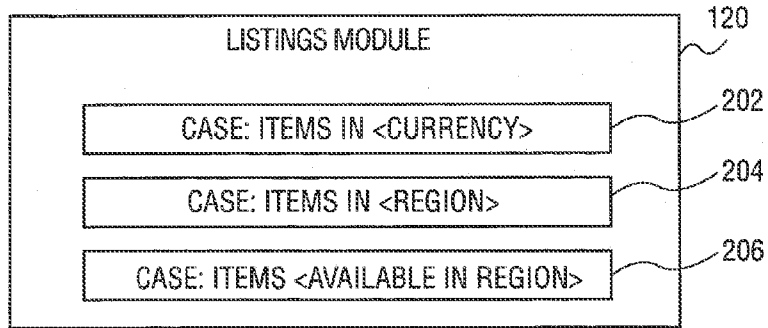 LISTINGS MODULE
120
CASE: ITEMS IN <CURRENCY>
202
CASE: ITEMS IN <REGION>
204
CASE: ITEMS <AVAILABLE IN REGION>
206